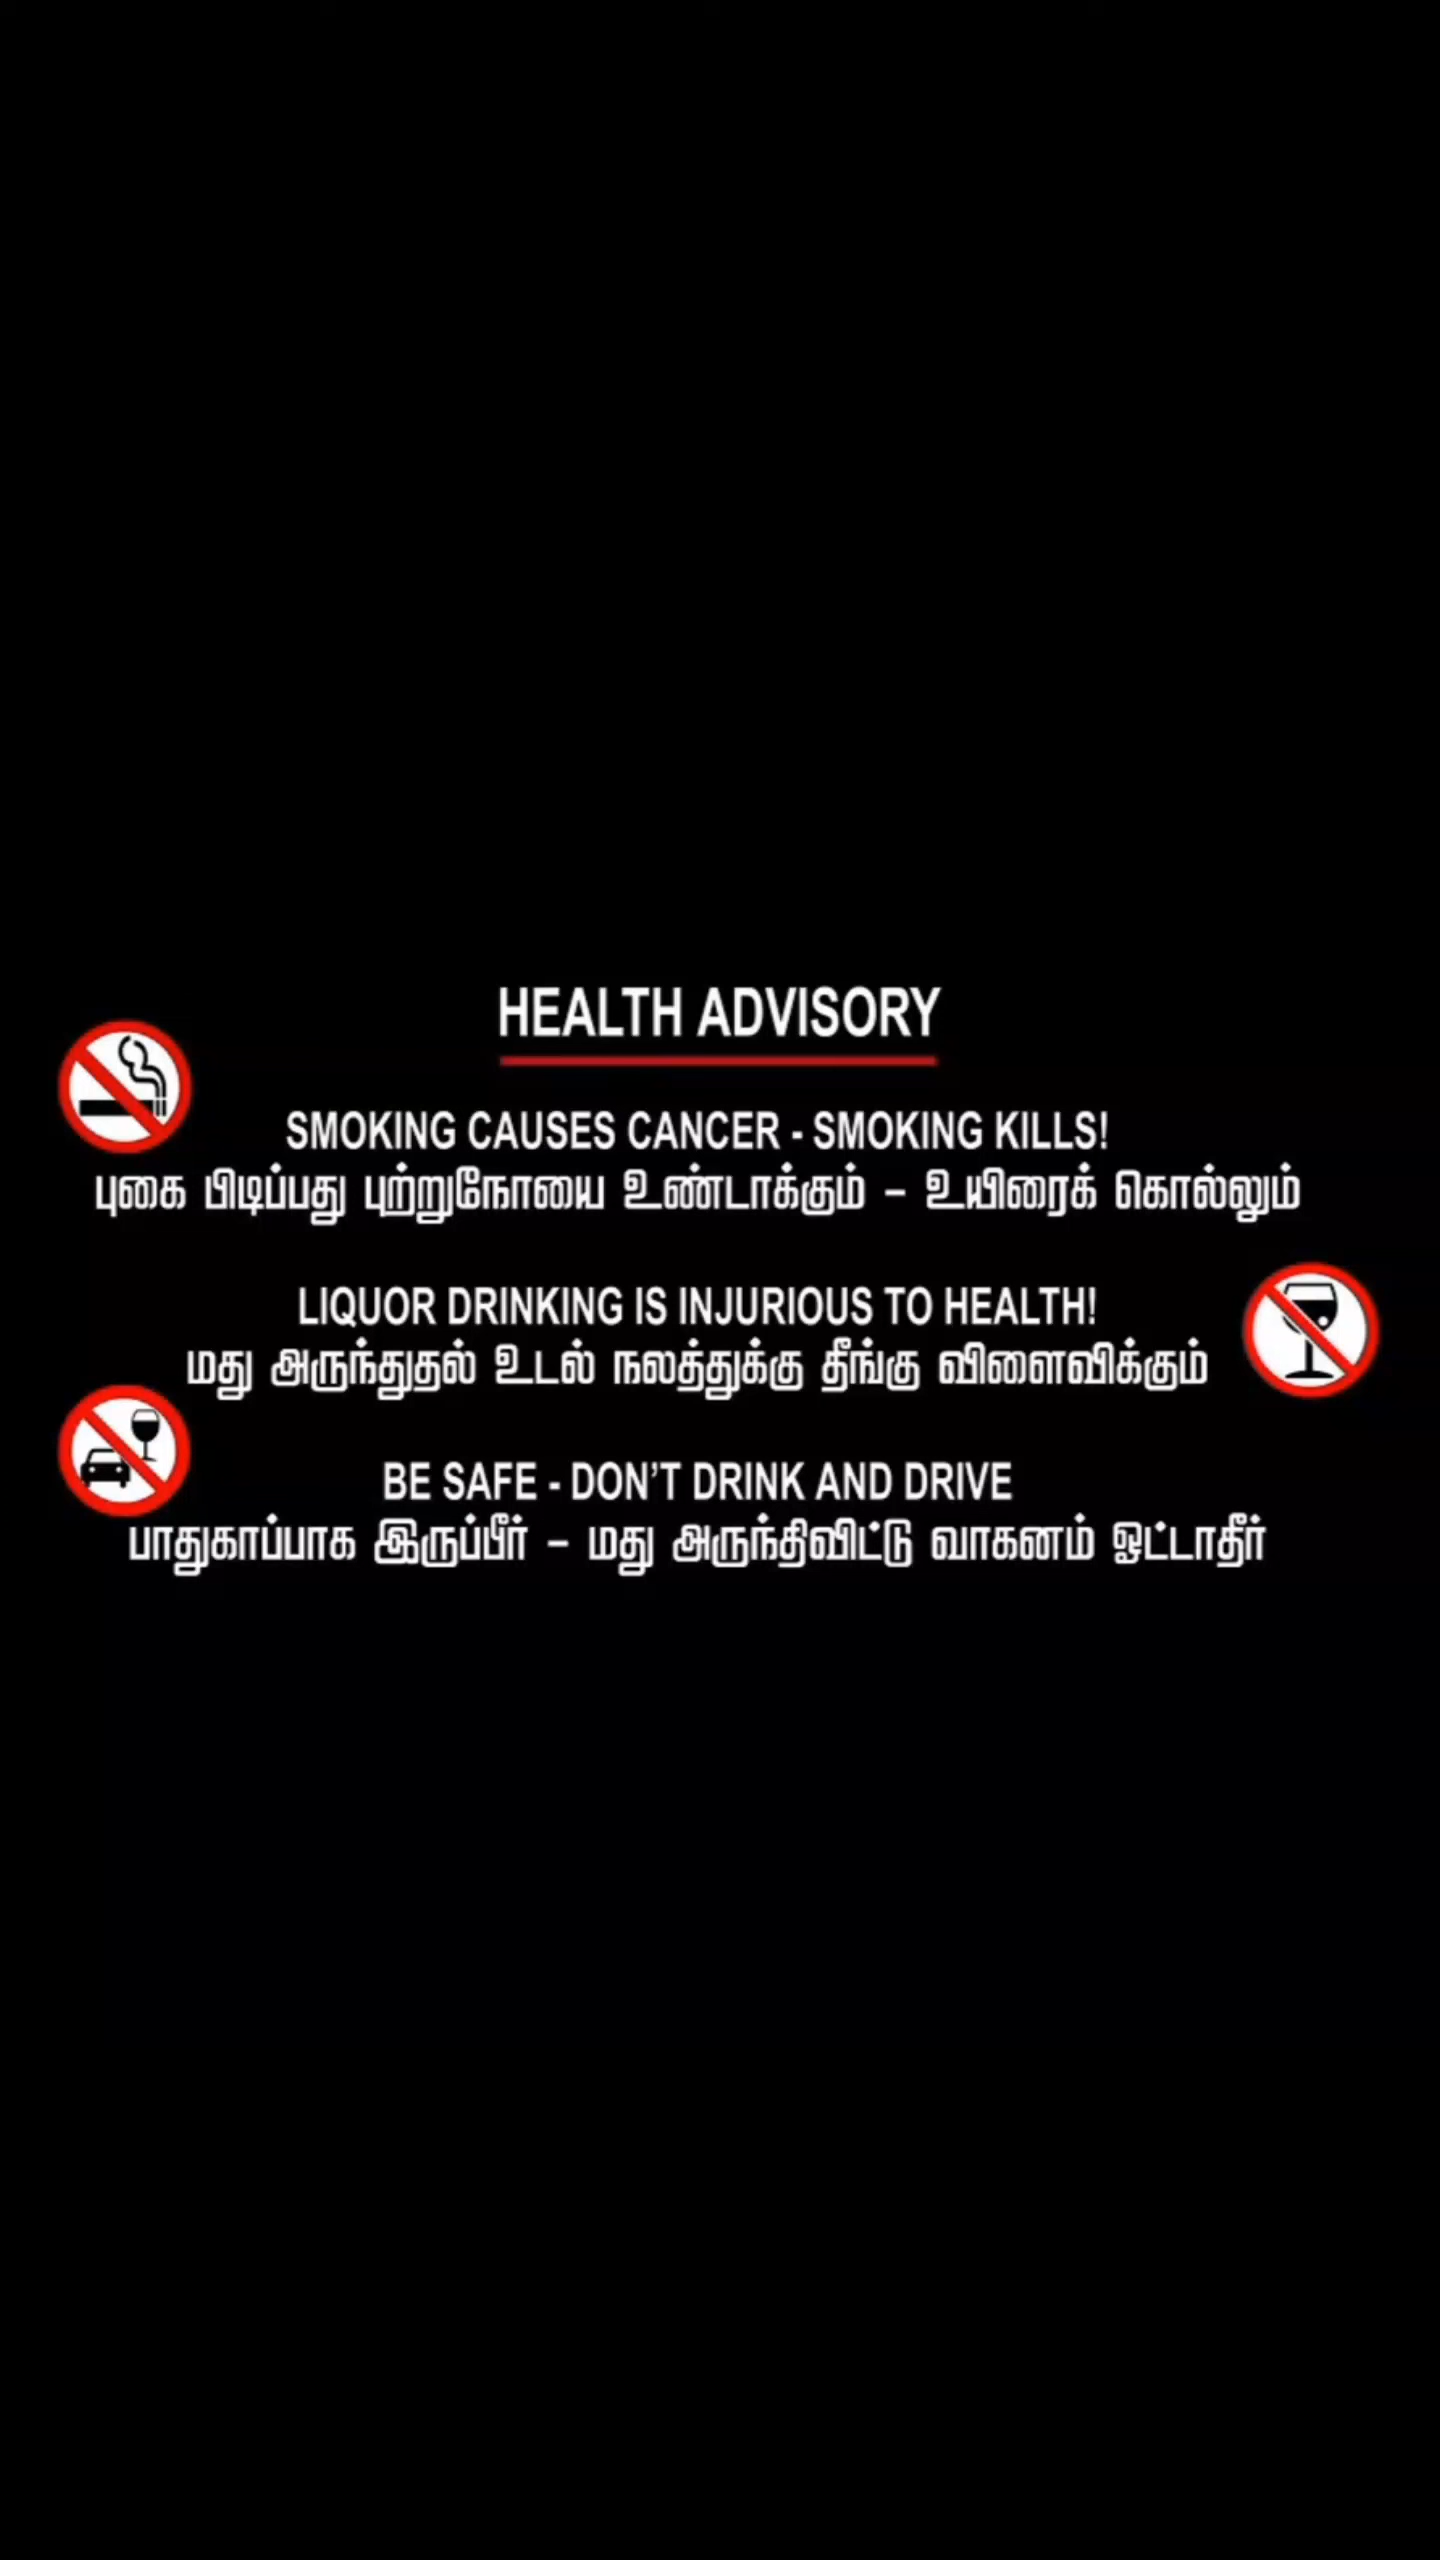 HEALTH ADVISORY
SMOKING CAUSES CANCER - SMOKING KILLS!
புகை பிடிப்பது புற்றுநோயை உண்டாக்கும் – உயிரைக் கொல்லும்
LIQUOR DRINKING IS INJURIOUS TO HEALTH!
மது அருந்துதல் உடல் நலத்துக்கு தீங்கு விளைவிக்கும்
BE SAFE - DON'T DRINK AND DRIVE
பாதுகாப்பாக இருப்பீர் – மது அருந்திவிட்டு வாகனம் ஓட்டாதீர்